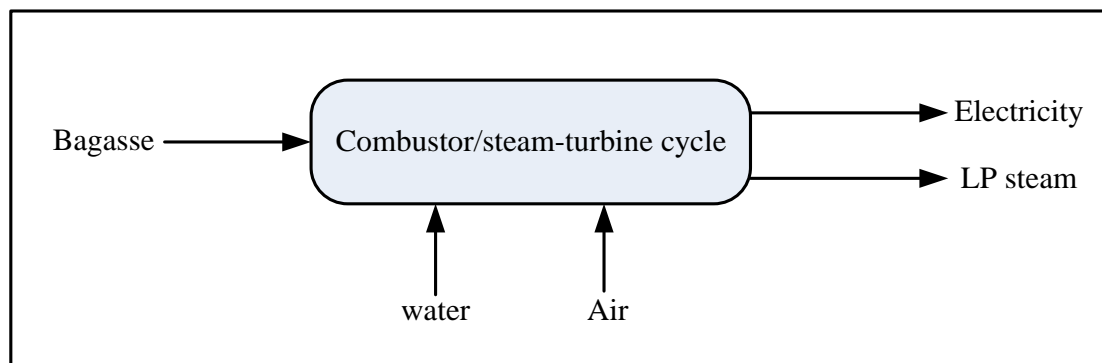 Bagasse
Combustor/steam-turbine cycle
Electricity
LP steam
water
Air